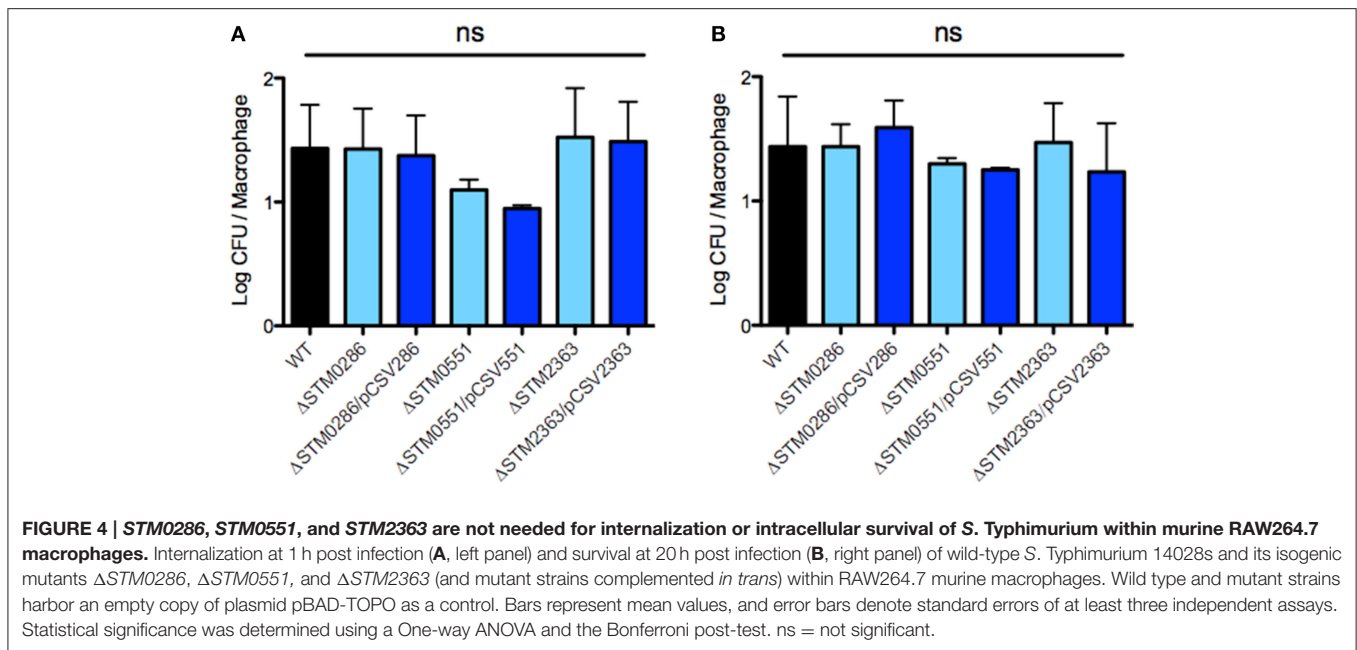 A
ns
Log CFU / Macrophage
2
1
0
WT
ΔSTM0286
ΔSTM0286/pCSV286
ΔSTM0551
ΔSTM0551/pCSV551
ΔSTM2363
ΔSTM2363/pCSV2363
B
ns
Log CFU / Macrophage
2
1
0
WT
ΔSTM0286
ΔSTM0286/pCSV286
ΔSTM0551
ΔSTM0551/pCSV551
ΔSTM2363
ΔSTM2363/pCSV2363
FIGURE 4 | STM0286, STM0551, and STM2363 are not needed for internalization or intracellular survival of S. Typhimurium within murine RAW264.7
macrophages. Internalization at 1 h post infection (A, left panel) and survival at 20 h post infection (B, right panel) of wild-type S. Typhimurium 14028s and its isogenic
mutants ΔSTM0286, ΔSTM0551, and ΔSTM2363 (and mutant strains complemented in trans) within RAW264.7 murine macrophages. Wild type and mutant strains
harbor an empty copy of plasmid pBAD-TOPO as a control. Bars represent mean values, and error bars denote standard errors of at least three independent assays.
Statistical significance was determined using a One-way ANOVA and the Bonferroni post-test. ns = not significant.